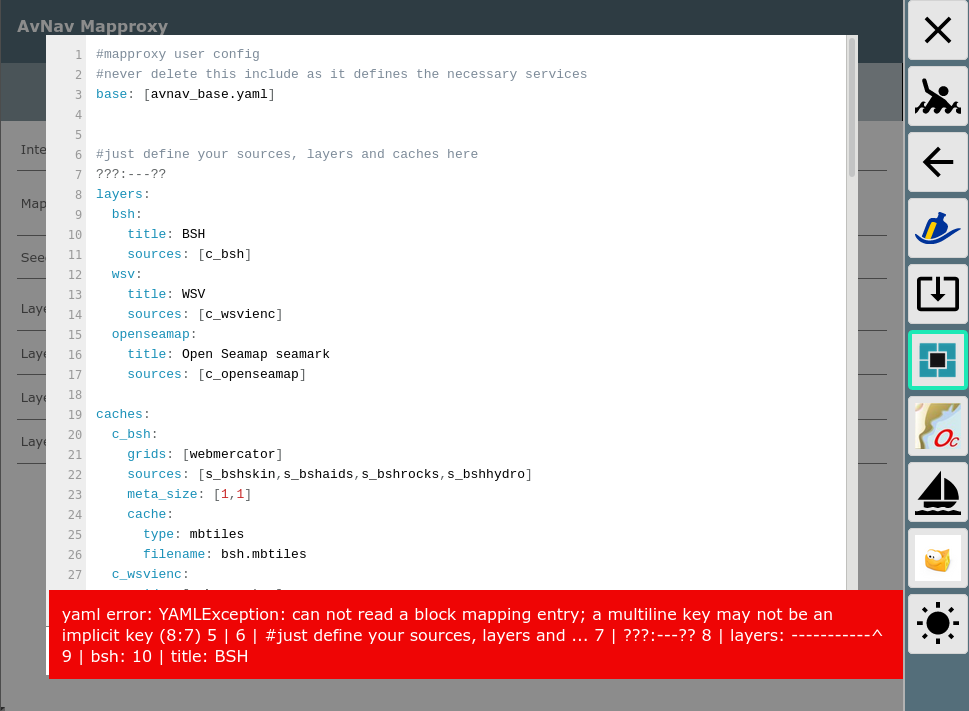 AvNav Mapproxy
1 #mapproxy user config
2 #never delete this include as it defines the necessary services
3 base: [avnav_base.yaml]
4
5
6 #just define your sources, layers and caches here
7 ???:---??
8 layers:
9   bsh:
10     title: BSH
11     sources: [c_bsh]
12   wsv:
13     title: WSV
14     sources: [c_wsvienc]
15   openseamap:
16     title: Open Seamap seamark
17     sources: [c_openseamap]
18
19 caches:
20   c_bsh:
21     grids: [webmercator]
22     sources: [s_bshskin,s_bshaids,s_bshrocks,s_bshhydro]
23     meta_size: [1,1]
24     cache:
25       type: mbtiles
26       filename: bsh.mbtiles
27   c_wsvienc:
Inte
Map
See
Laye
Laye
Laye
Laye
yaml error: YAMLException: can not read a block mapping entry; a multiline key may not be an
implicit key (8:7) 5 | 6 | #just define your sources, layers and ... 7 | ???:---?? 8 | layers: -----------^
9 | bsh: 10 | title: BSH
Oc